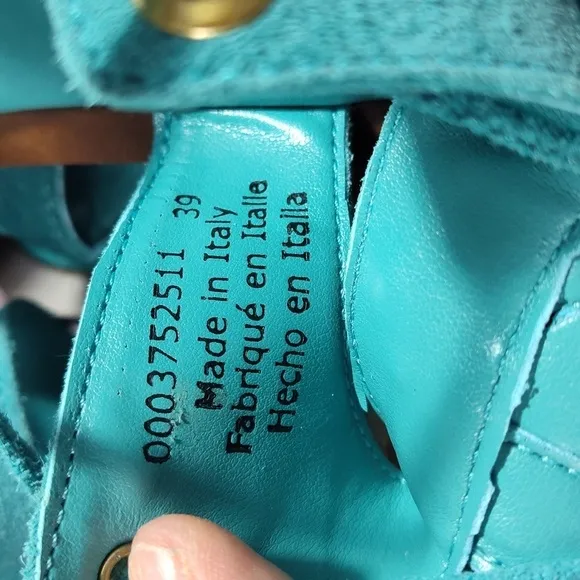 0003752511 39
Made in Italy
Fabriqué en Italie
Hecho en Italia